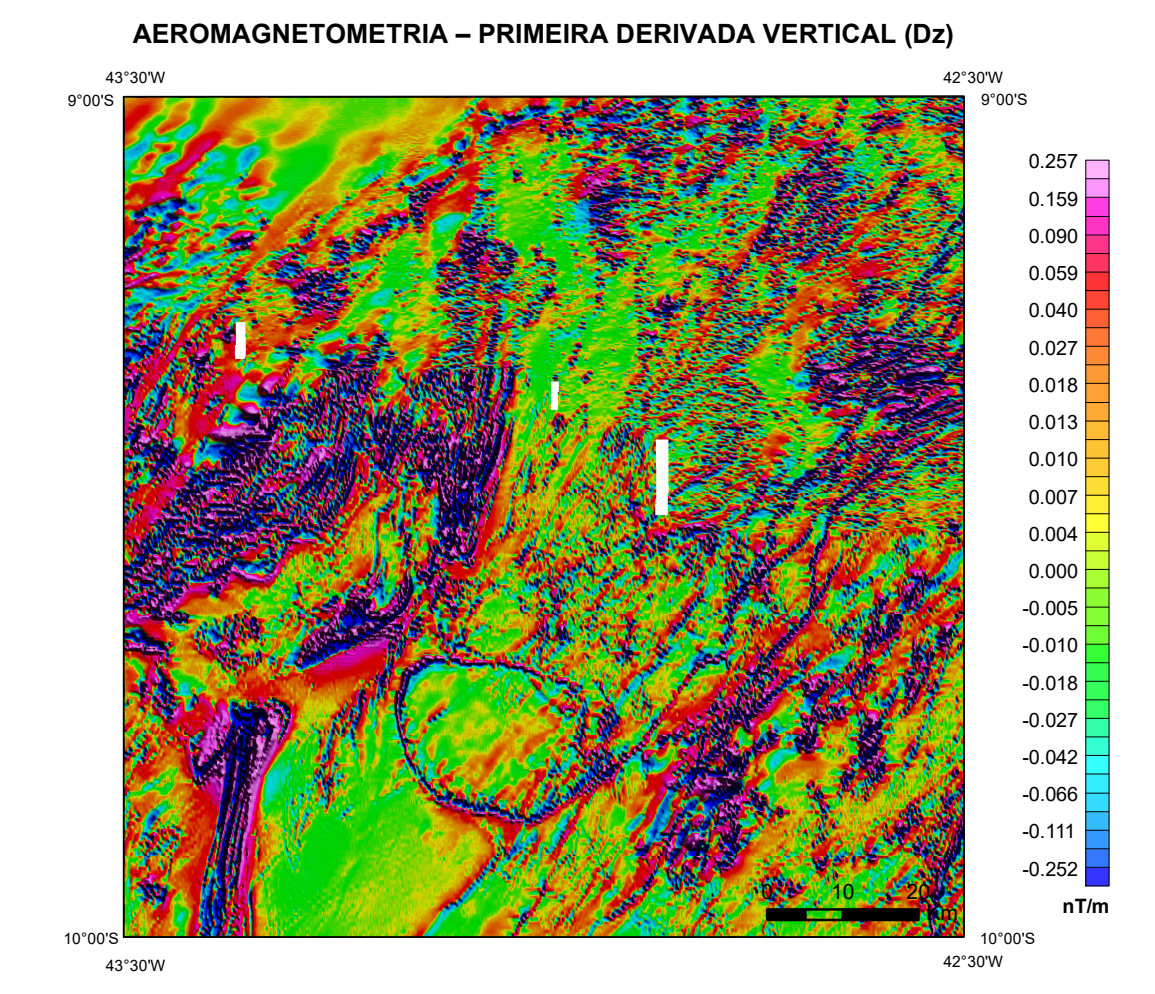 AEROMAGNETOMETRIA – PRIMEIRA DERIVADA VERTICAL (Dz)
43°30'W 42°30'W
9°00'S 9°00'S
0.257
0.159
0.090
0.059
0.040
0.027
0.018
0.013
0.010
0.007
0.004
0.000
-0.005
-0.010
-0.018
-0.027
-0.042
-0.066
-0.111
-0.252
nT/m
0 10 20
Km
10°00'S 10°00'S
43°30'W 42°30'W